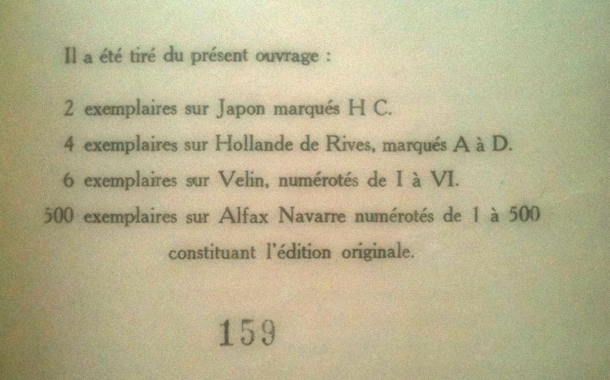 Il a été tiré du présent ouvrage :
2 exemplaires sur Japon marqués H C.
4 exemplaires sur Hollande de Rives, marqués A à D.
6 exemplaires sur Velin, numérotés de I à VI.
500 exemplaires sur Alfax Navarre numérotés de 1 à 500
constituant l'édition originale.
159